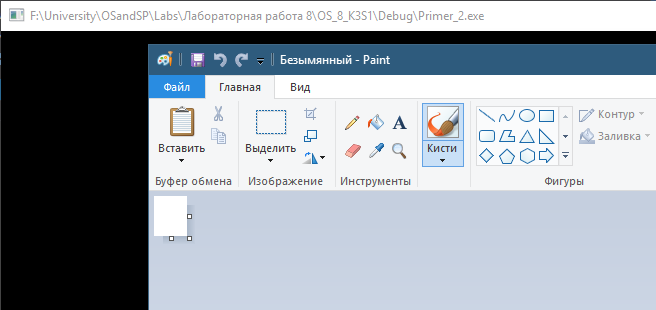 F:\University\OSandSP\Labs\Лабораторная работа 8\OS_8_K3S1\Debug\Primer_2.exe
Безымянный - Paint
Файл Главная Вид
Вставить Выделить A Кисти Контур Заливка
Буфер обмена Изображение Инструменты Фигуры